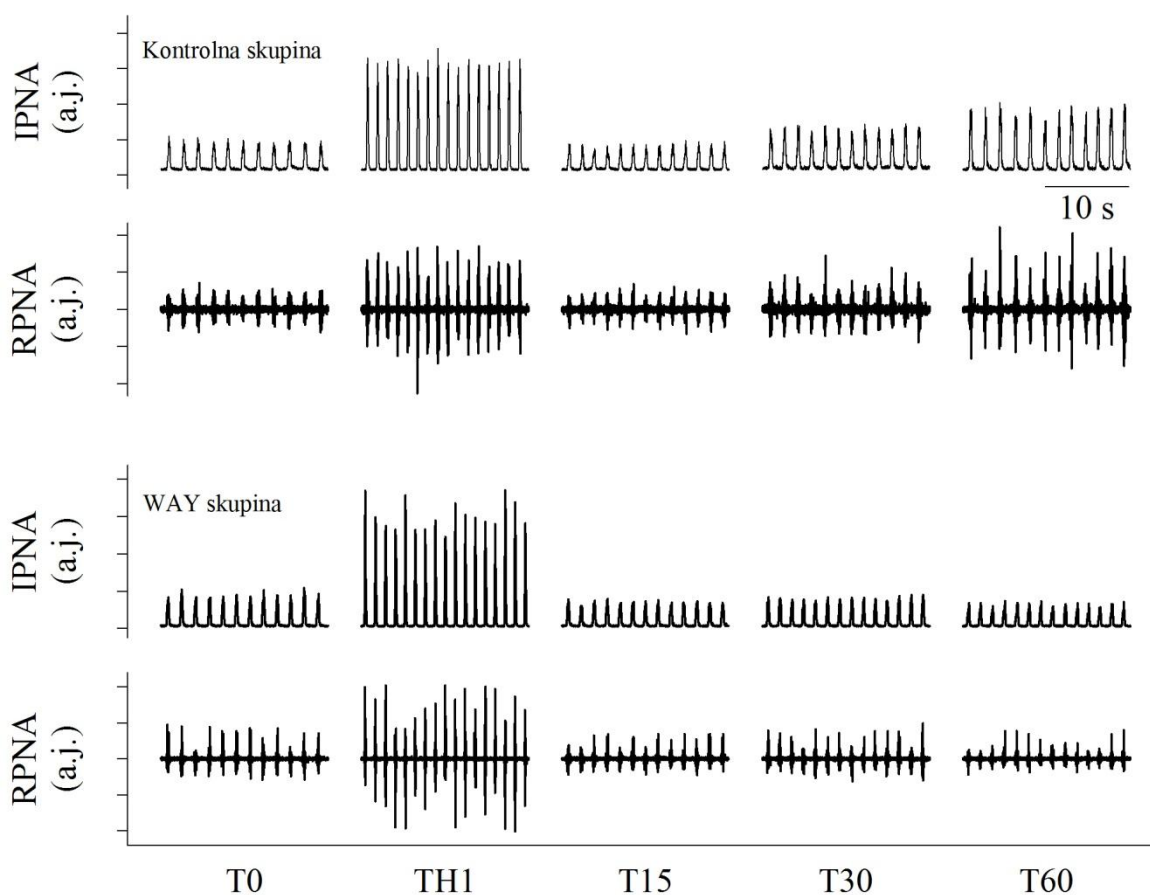 IPNA
(a.j.)
Kontrolna skupina
10 s
RPNA
(a.j.)
IPNA
(a.j.)
WAY skupina
RPNA
(a.j.)
T0 TH1 T15 T30 T60